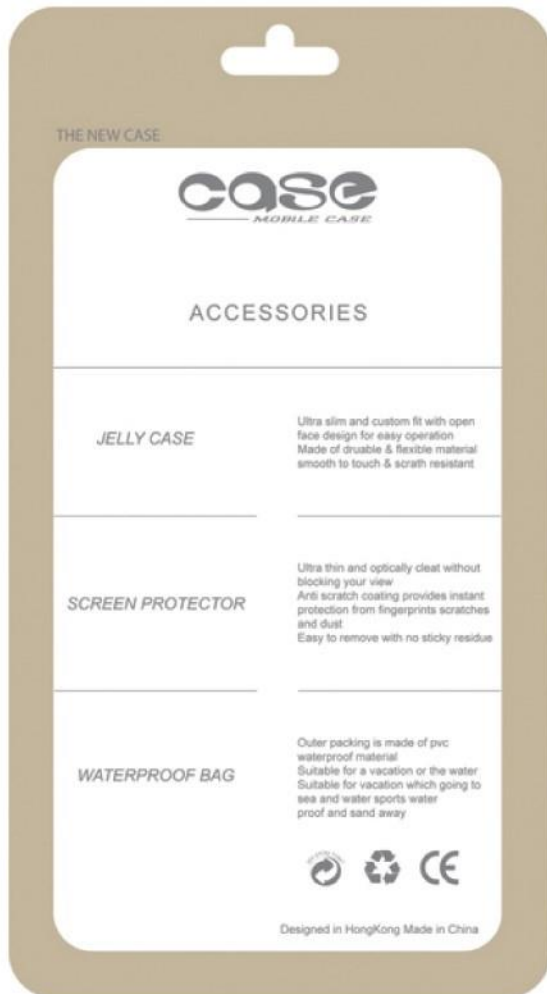 THE NEW CASE
case
MOBILE CASE
ACCESSORIES
JELLY CASE
Ultra slim and custom fit with open
face design for easy operation
Made of druable & flexible material
smooth to touch & scrath resistant
SCREEN PROTECTOR
Ultra thin and optically cleat without
blocking your view
Anti scratch coating provides instant
protection from fingerprints scratches
and dust
Easy to remove with no sticky residue
WATERPROOF BAG
Outer packing is made of pvc
waterproof material
Suitable for a vacation or the water
Suitable for vacation which going to
sea and water sports water
proof and sand away
CE
Designed in HongKong Made in China